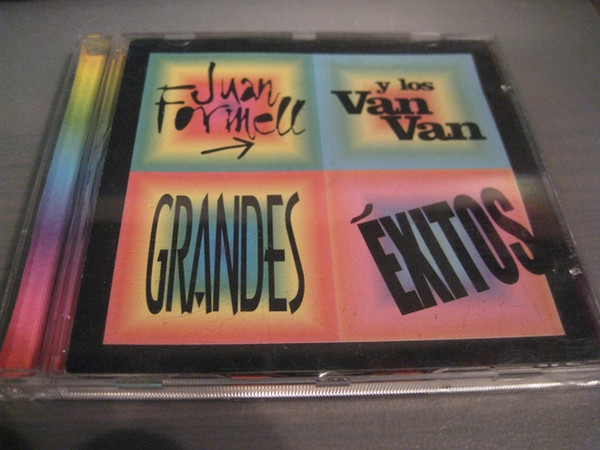 Juan
Formell
y los
Van
Van
GRANDES
ÉXITOS